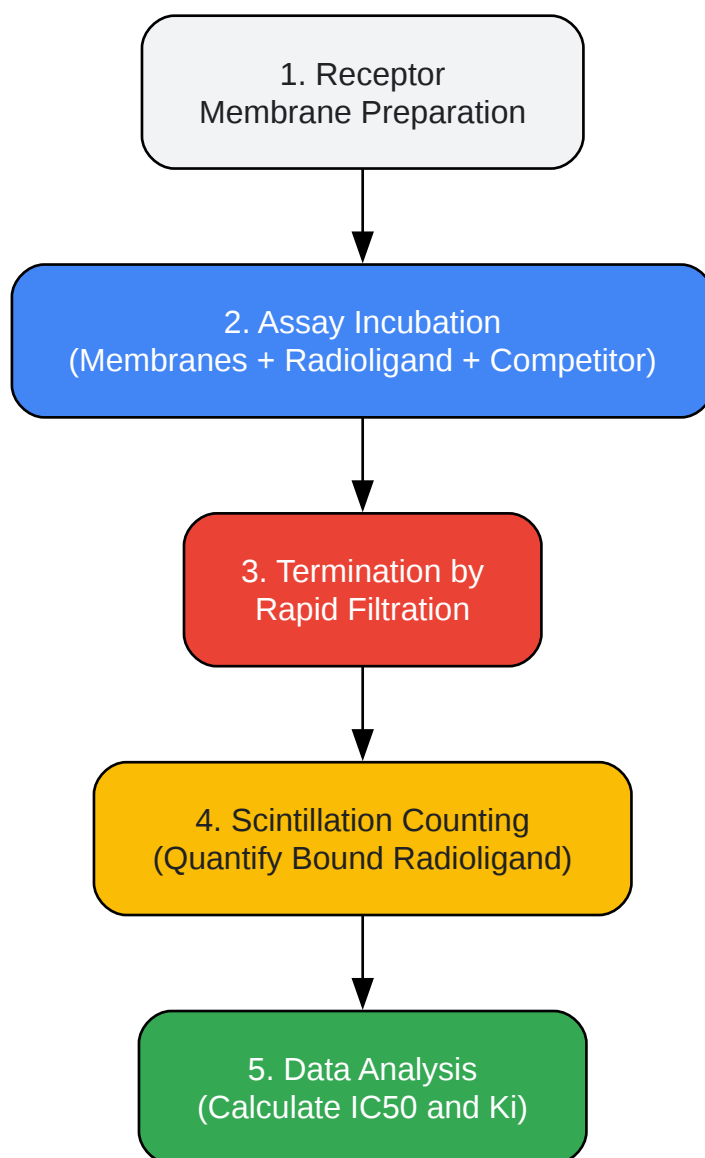 1. Receptor
Membrane Preparation
2. Assay Incubation
(Membranes + Radioligand + Competitor)
3. Termination by
Rapid Filtration
4. Scintillation Counting
(Quantify Bound Radioligand)
5. Data Analysis
(Calculate IC50 and Ki)